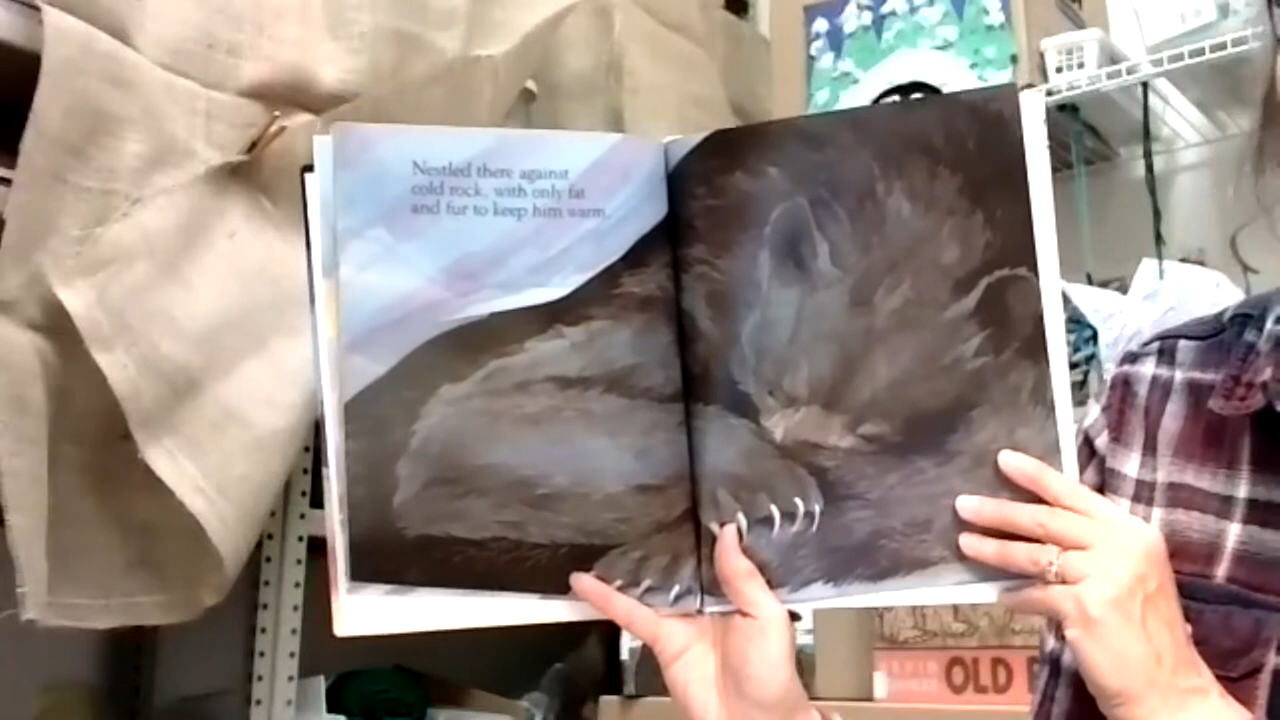 Nestled there against
cold rock, with only fat
and fur to keep him warm.
OLD